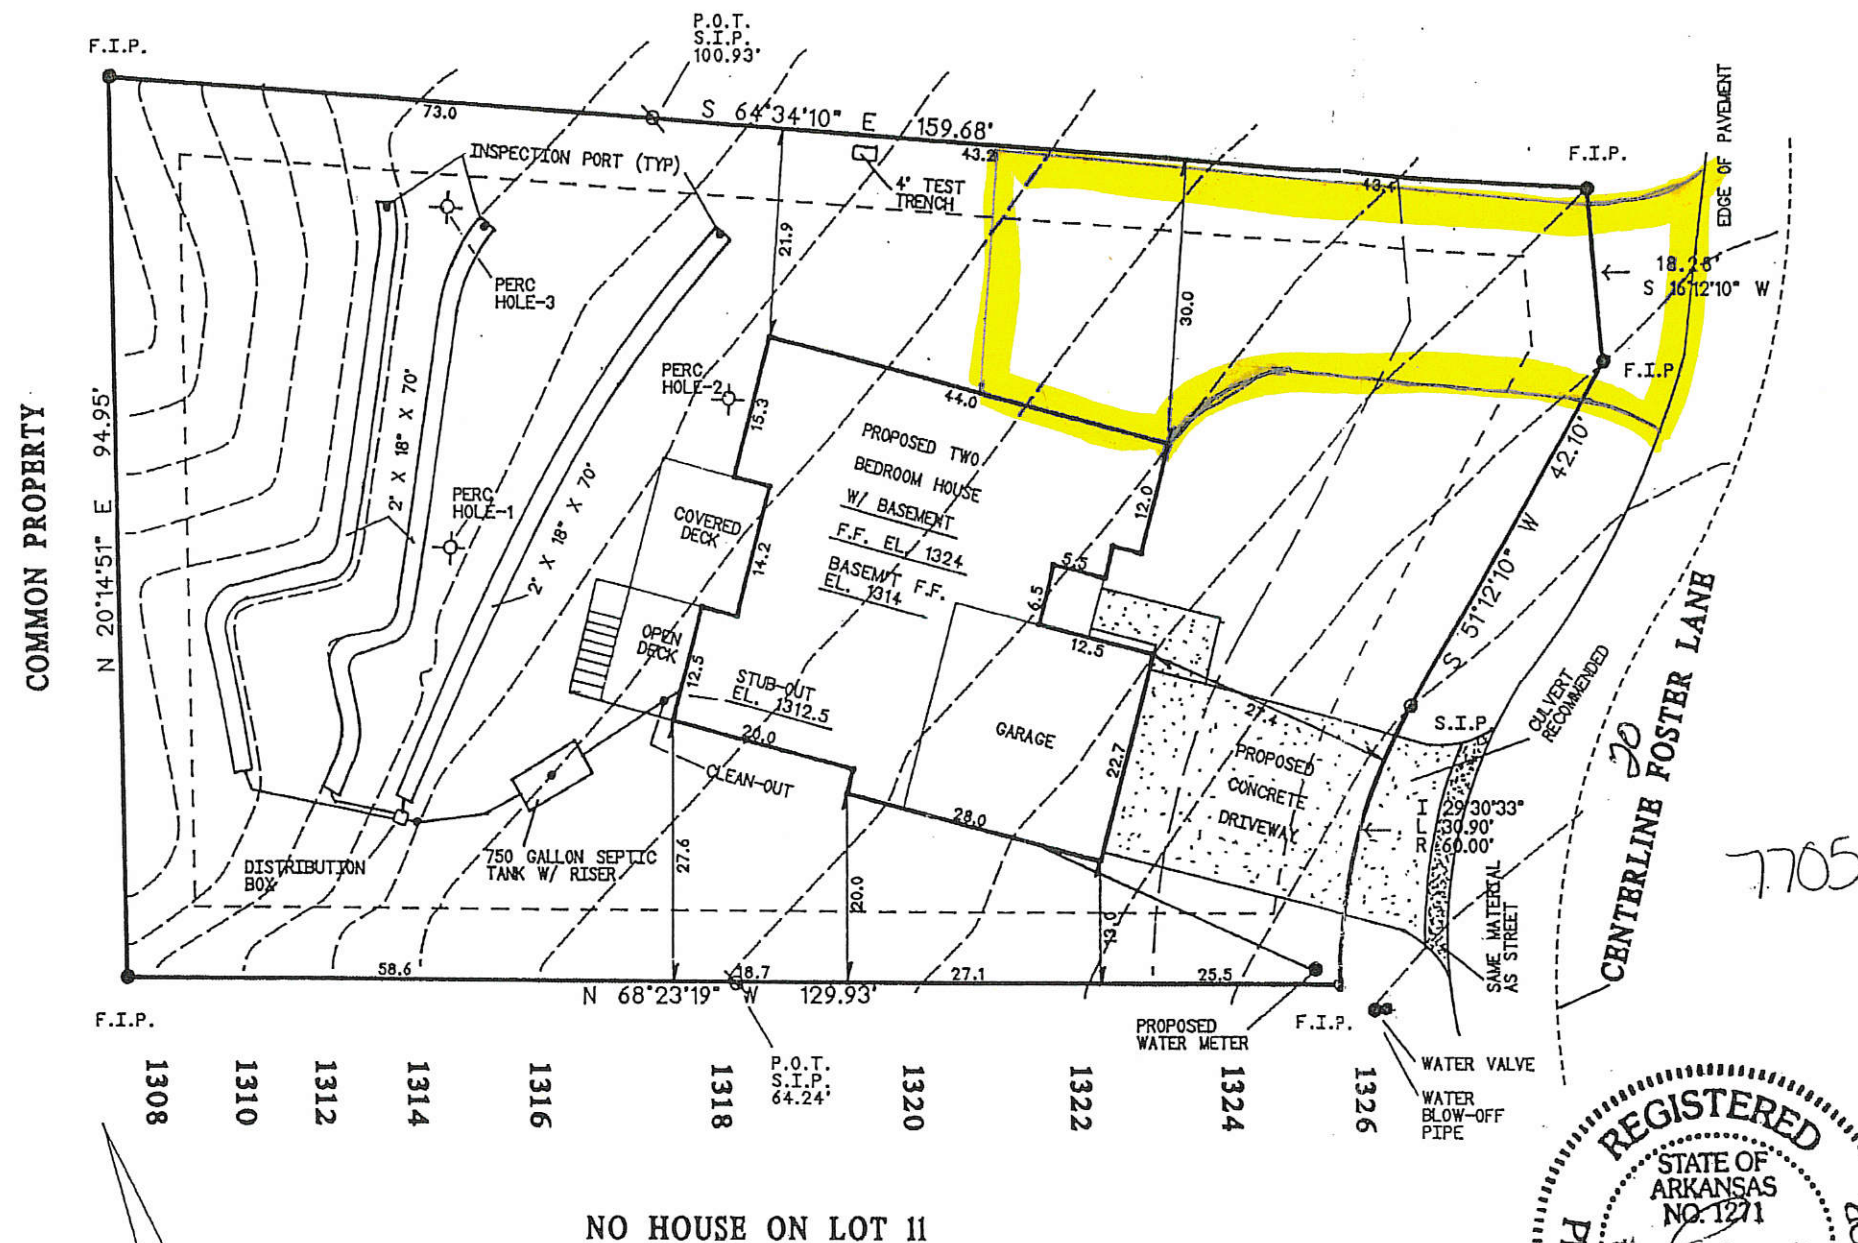 F.I.P.
P.O.T.
S.I.P.
100.93'
73.0
S 64°34'10" E 159.68'
43.2
43.4
F.I.P.
EDGE OF PAVEMENT
INSPECTION PORT (TYP)
4' TEST
TRENCH
21.9
30.0
18.26'
S 16°12'10" W
PERC
HOLE-3
PERC
HOLE-2
F.I.P.
44.0
15.3
COMMON PROPERTY
N 20°14'51" E 94.95'
2' X 18" X 70'
2' X 18" X 70'
PERC
HOLE-1
PROPOSED TWO
BEDROOM HOUSE
W/ BASEMENT
F.F. EL. 1324
BASEM'T F.F.
EL. 1314
COVERED
DECK
14.2
12.0
5.5
6.5
12.5
42.10'
S 51°12'10" W
OPEN
DECK
12.5
STUB-OUT
EL. 1312.5
20.0
GARAGE
27.4
22.7
PROPOSED
CONCRETE
DRIVEWAY
S.I.P.
CULVERT
RECOMMENDED
20
CENTERLINE FOSTER LANE
CLEAN-OUT
28.0
I 29°30'33"
L 30.90'
R 60.00'
7705
DISTRIBUTION
BOX
750 GALLON SEPTIC
TANK W/ RISER
27.6
20.0
13.0
SAME MATERIAL
AS STREET
58.6
18.7
27.1
25.5
N 68°23'19" W 129.93'
F.I.P.
PROPOSED
WATER METER
F.I.P.
P.O.T.
S.I.P.
64.24'
WATER VALVE
WATER
BLOW-OFF
PIPE
1308
1310
1312
1314
1316
1318
1320
1322
1324
1326
REGISTERED
STATE OF
ARKANSAS
NO. 1271
NO HOUSE ON LOT 11